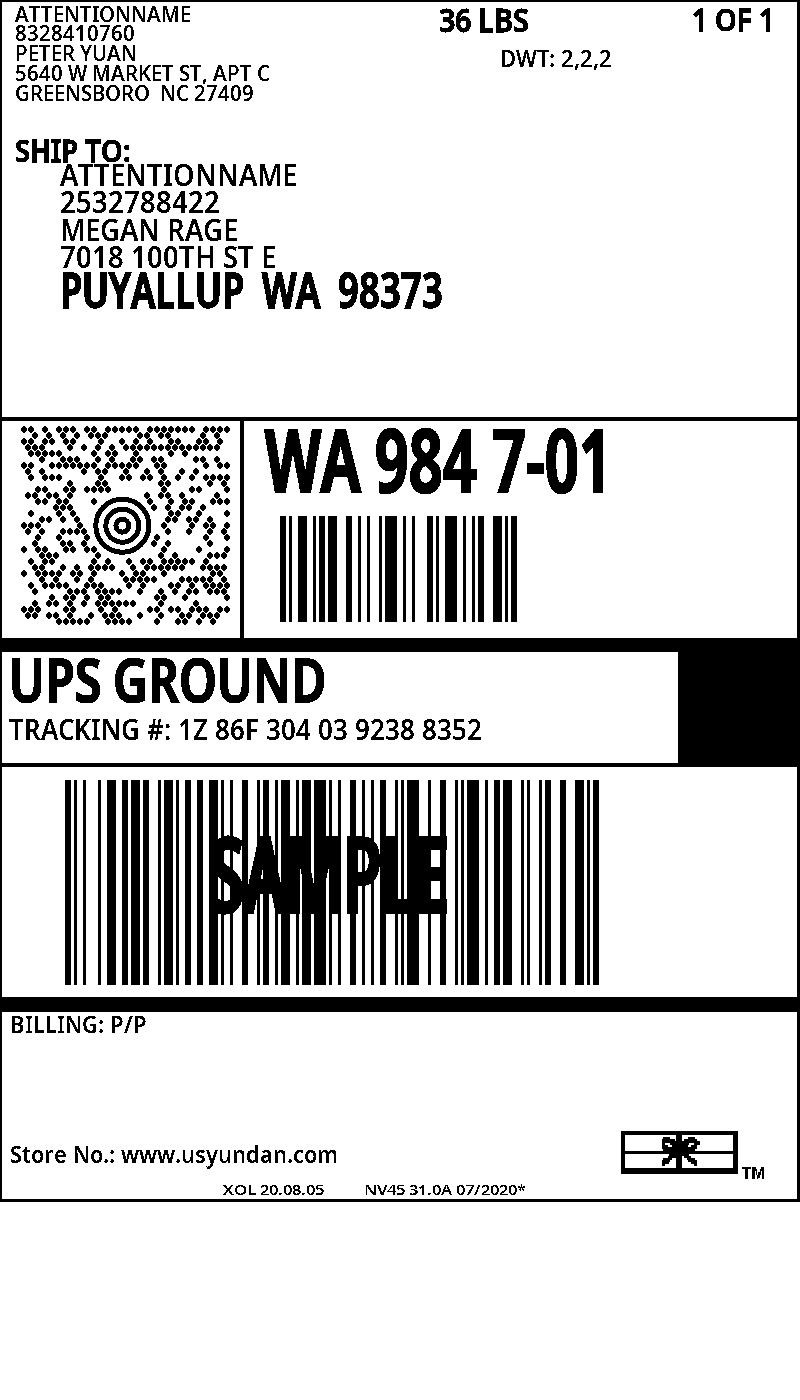 ATTENTIONNAME
8328410760
PETER YUAN
5640 W MARKET ST, APT C
GREENSBORO  NC 27409
36 LBS
1 OF 1
DWT: 2,2,2
SHIP TO:
ATTENTIONNAME
2532788422
MEGAN RAGE
7018 100TH ST E
PUYALLUP  WA  98373
WA 984 7-01
UPS GROUND
TRACKING #: 1Z 86F 304 03 9238 8352
SAMPLE
BILLING: P/P
Store No.: www.usyundan.com
TM
XOL 20.08.05
NV45 31.0A 07/2020*